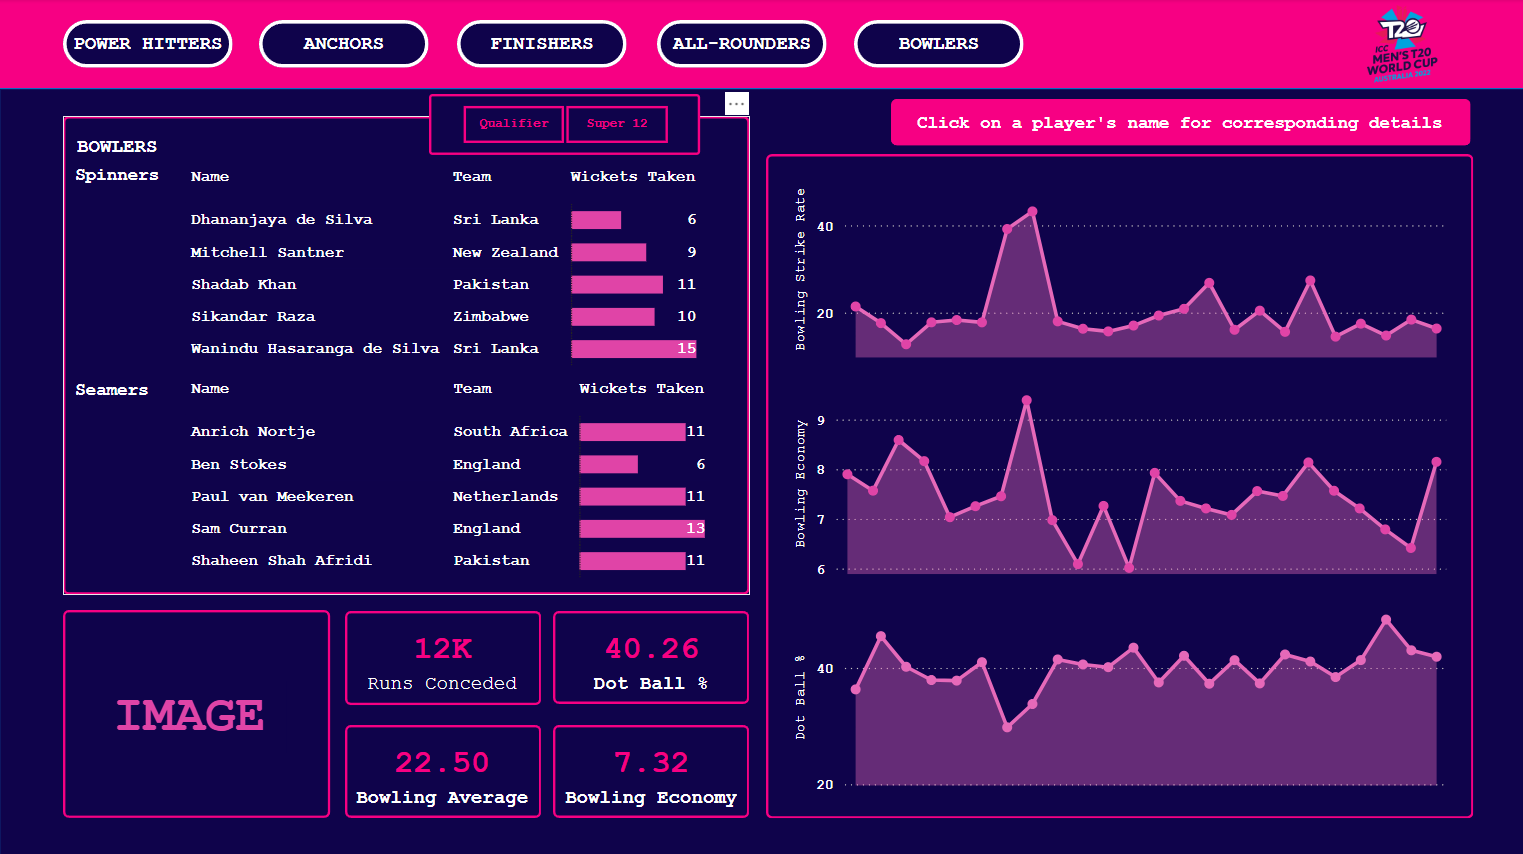 POWER HITTERS
ANCHORS
FINISHERS
ALL-ROUNDERS
BOWLERS
T20
ICC
MEN'S T20
WORLD CUP
AUSTRALIA 2022
...
Qualifier
Super 12
Click on a player's name for corresponding details
BOWLERS
Spinners Name Team Wickets Taken
Dhananjaya de Silva Sri Lanka 6
Mitchell Santner New Zealand 9
Shadab Khan Pakistan 11
Sikandar Raza Zimbabwe 10
Wanindu Hasaranga de Silva Sri Lanka 15
Seamers Name Team Wickets Taken
Anrich Nortje South Africa 11
Ben Stokes England 6
Paul van Meekeren Netherlands 11
Sam Curran England 13
Shaheen Shah Afridi Pakistan 11
IMAGE
12K
Runs Conceded
40.26
Dot Ball %
22.50
Bowling Average
7.32
Bowling Economy
Bowling Strike Rate
40
20
Bowling Economy
9
8
7
6
Dot Ball %
40
20